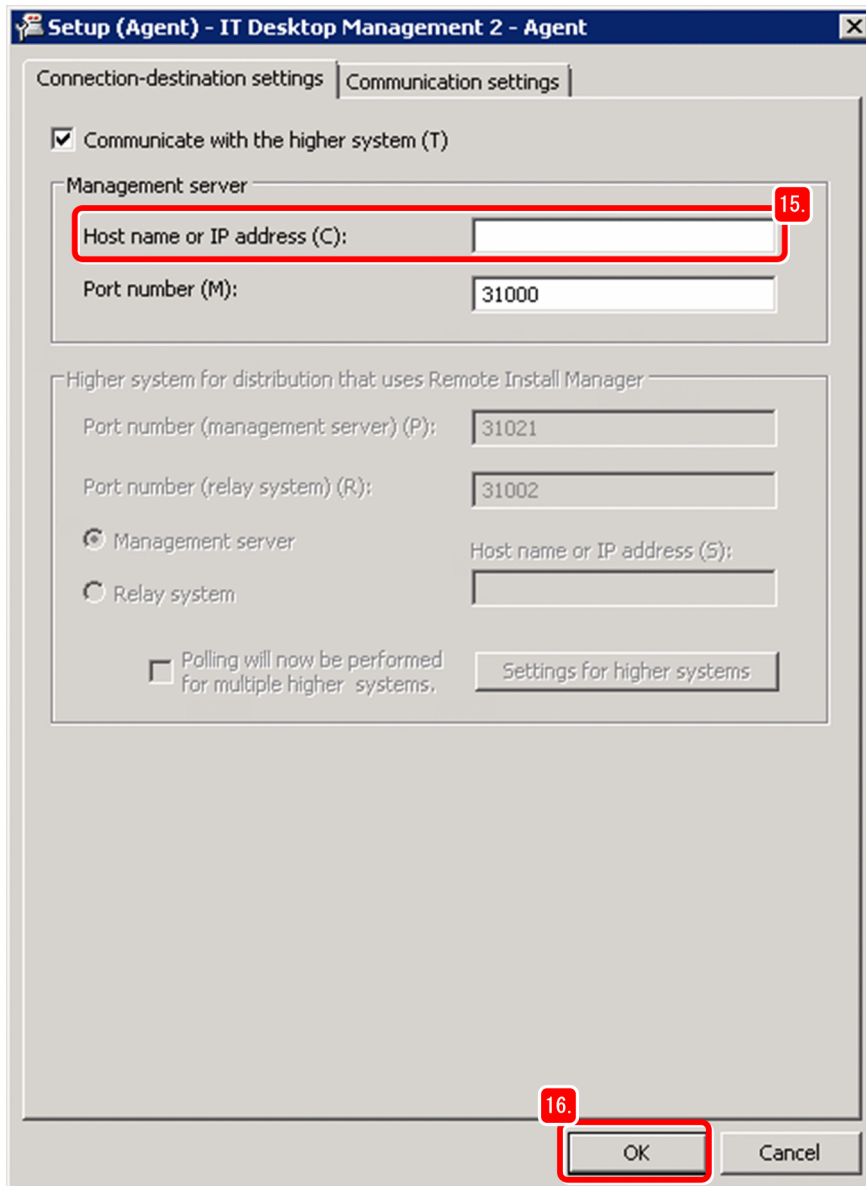 Setup (Agent) - IT Desktop Management 2 - Agent
Connection-destination settings
Communication settings
Communicate with the higher system (T)
Management server
15.
Host name or IP address (C):
Port number (M):
31000
Higher system for distribution that uses Remote Install Manager
Port number (management server) (P):
31021
Port number (relay system) (R):
31002
Management server
Host name or IP address (S):
Relay system
Polling will now be performed
for multiple higher systems.
Settings for higher systems
16.
OK
Cancel